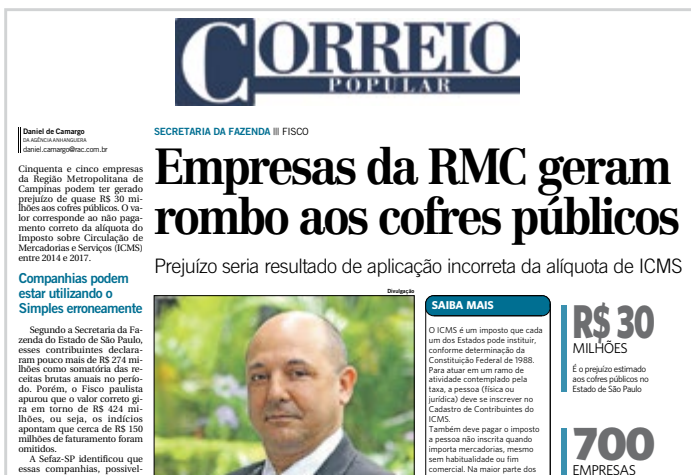 CORREIO
POPULAR
Daniel de Camargo
DA AGÊNCIA ANHANGUERA
daniel.camargo@rac.com.br
Cinquenta e cinco empresas
da Região Metropolitana de
Campinas podem ter gerado
prejuízo de quase R$ 30 mi-
lhões aos cofres públicos. O va-
lor corresponde ao não paga-
mento correto da alíquota do
Imposto sobre Circulação de
Mercadorias e Serviços (ICMS)
entre 2014 e 2017.
Companhias podem
estar utilizando o
Simples erroneamente
Segundo a Secretaria da Fa-
zenda do Estado de São Paulo,
esses contribuintes declara-
ram pouco mais de R$ 274 mi-
lhões como somatória das re-
ceitas brutas anuais no perío-
do. Porém, o Fisco paulista
apurou que o valor correto gi-
ra em torno de R$ 424 mi-
lhões, ou seja, os indícios
apontam que cerca de R$ 150
milhões de faturamento foram
omitidos.
A Sefaz-SP identificou que
essas companhias, possivel-
SECRETARIA DA FAZENDA III FISCO
Empresas da RMC geram
rombo aos cofres públicos
Prejuízo seria resultado de aplicação incorreta da alíquota de ICMS
Divulgação
SAIBA MAIS
O ICMS é um imposto que cada
um dos Estados pode instituir,
conforme determinação da
Constituição Federal de 1988.
Para atuar em um ramo de
atividade contemplado pela
taxa, a pessoa (física ou
jurídica) deve se inscrever no
Cadastro de Contribuintes do
ICMS.
Também deve pagar o imposto
a pessoa não inscrita quando
importa mercadorias, mesmo
sem habitualidade ou fim
comercial. Na maior parte dos
R$ 30
MILHÕES
É o prejuízo estimado
aos cofres públicos no
Estado de São Paulo
700
EMPRESAS